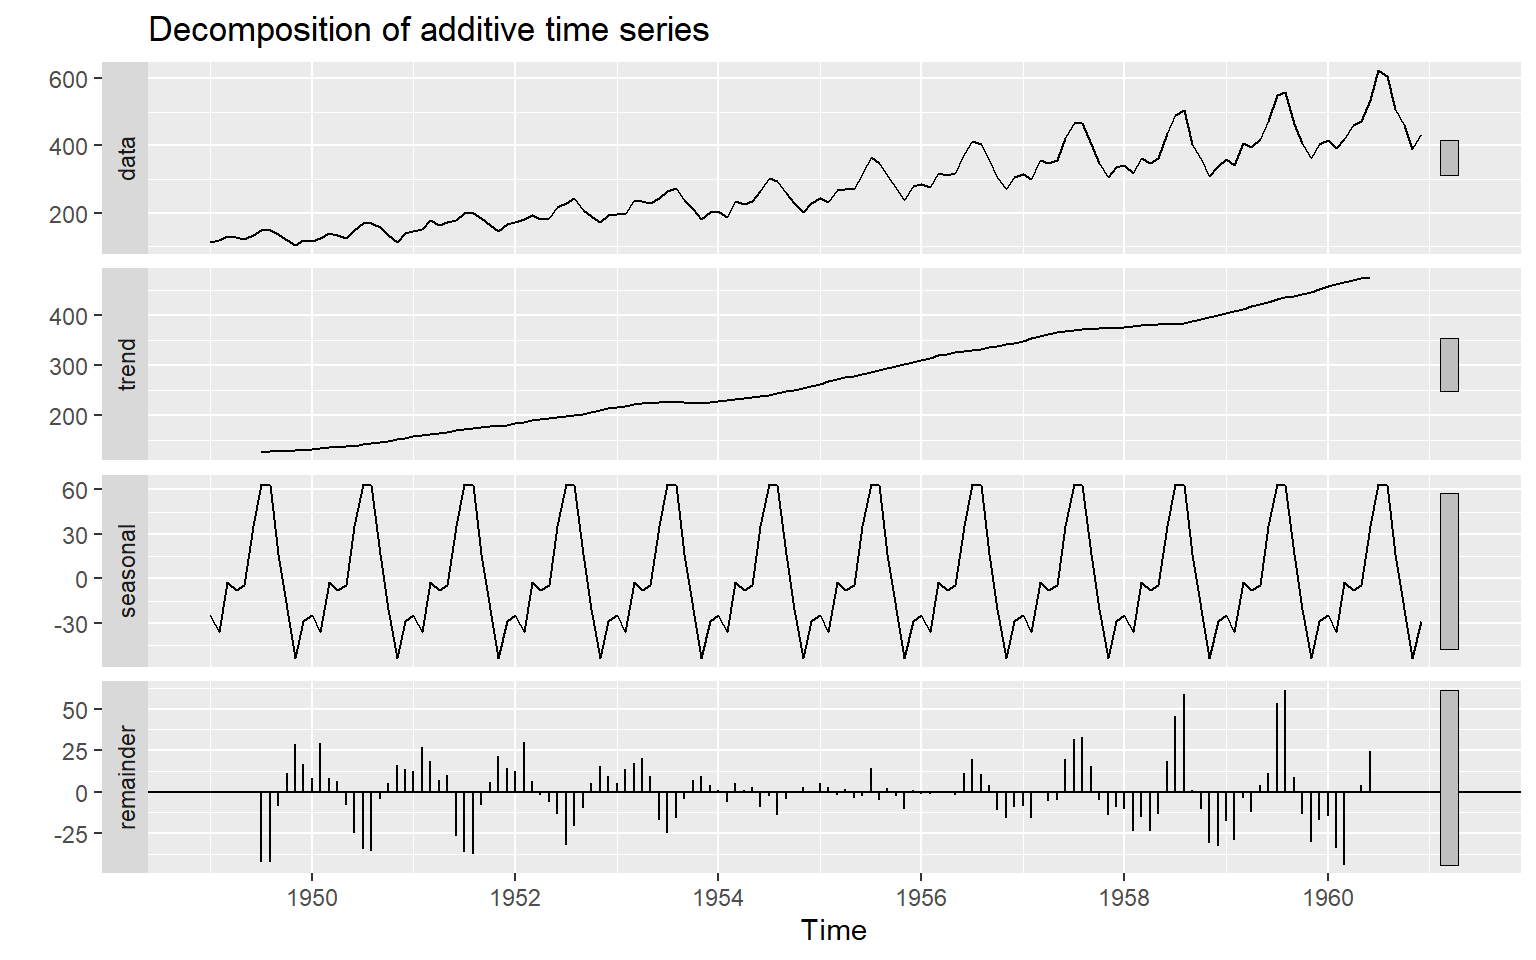 Decomposition of additive time series
600
400
200
data
400
300
200
trend
60
30
0
-30
seasonal
50
25
0
-25
remainder
1950 1952 1954 1956 1958 1960
Time